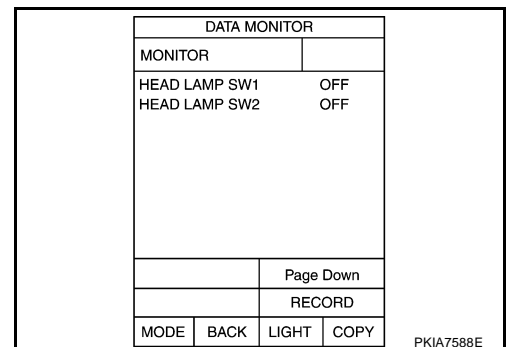 DATA MONITOR
MONITOR
HEAD LAMP SW1 OFF
HEAD LAMP SW2 OFF
Page Down
RECORD
MODE BACK LIGHT COPY
PKIA7588E